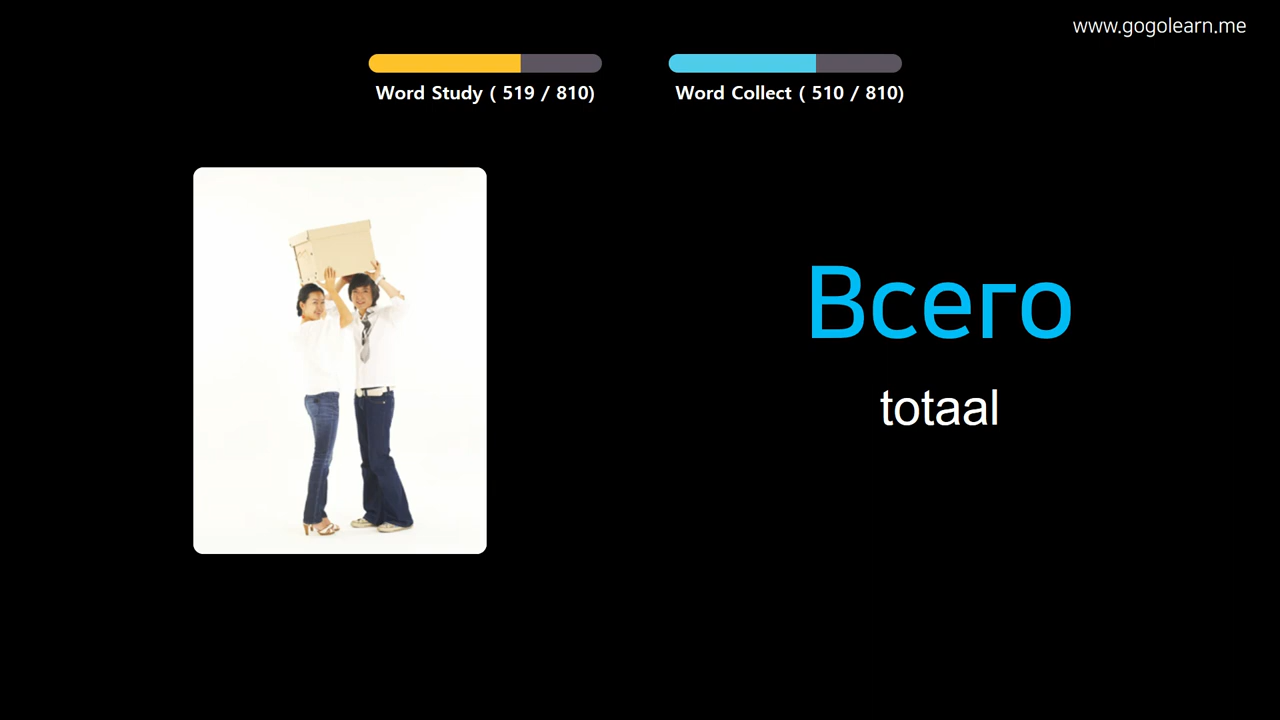 www.gogolearn.me
Word Study ( 519 / 810)
Word Collect ( 510 / 810)
Всего
totaal